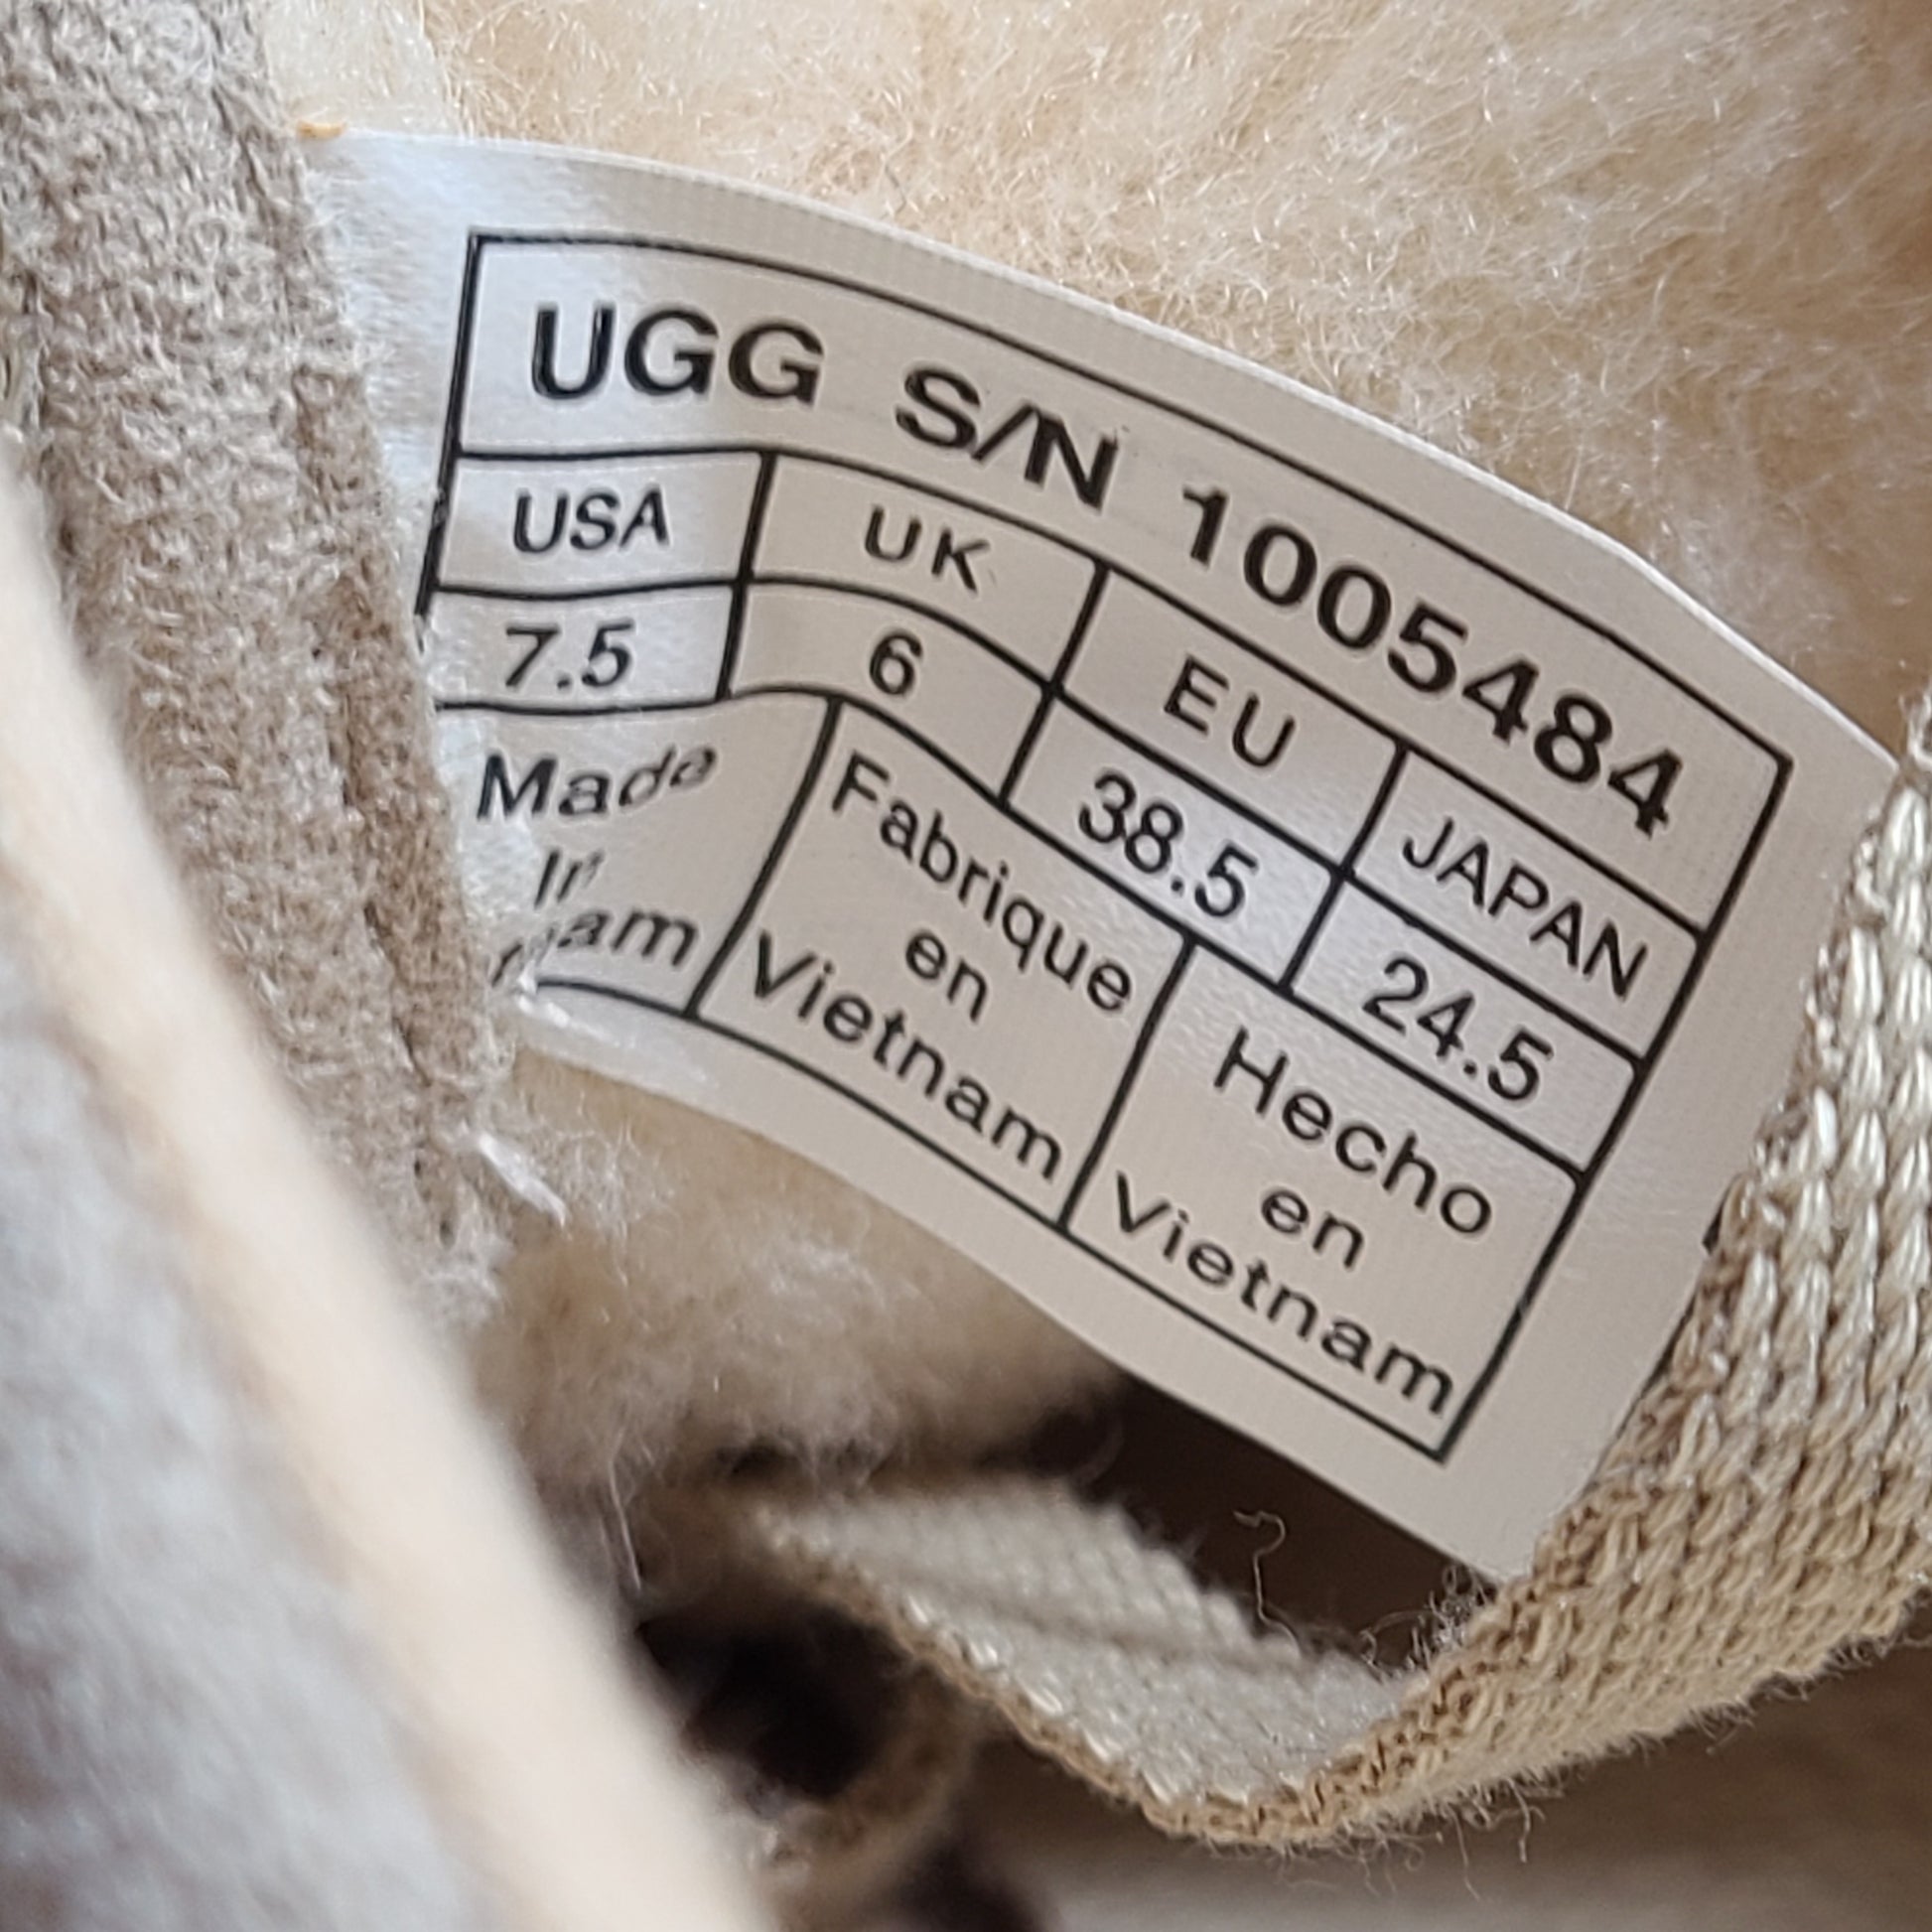 UGG S/N 1005484
USA UK EU JAPAN
7.5 6 38.5 24.5
Made
In
Fabrique
en
Vietnam
Hecho
en
Vietnam